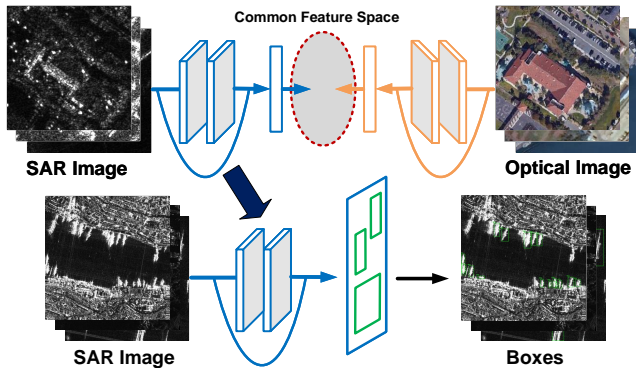 Common Feature Space
SAR Image
Optical Image
SAR Image
Boxes